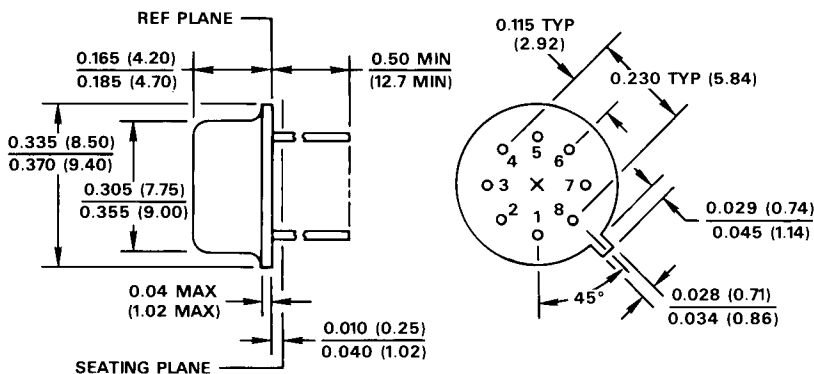 REF PLANE
0.165 (4.20)
0.185 (4.70)
0.50 MIN
(12.7 MIN)
0.335 (8.50)
0.370 (9.40)
0.305 (7.75)
0.355 (9.00)
0.04 MAX
(1.02 MAX)
0.010 (0.25)
0.040 (1.02)
SEATING PLANE
0.115 TYP
(2.92)
0.230 TYP (5.84)
5
4
6
3
7
2
8
1
0.029 (0.74)
0.045 (1.14)
45°
0.028 (0.71)
0.034 (0.86)